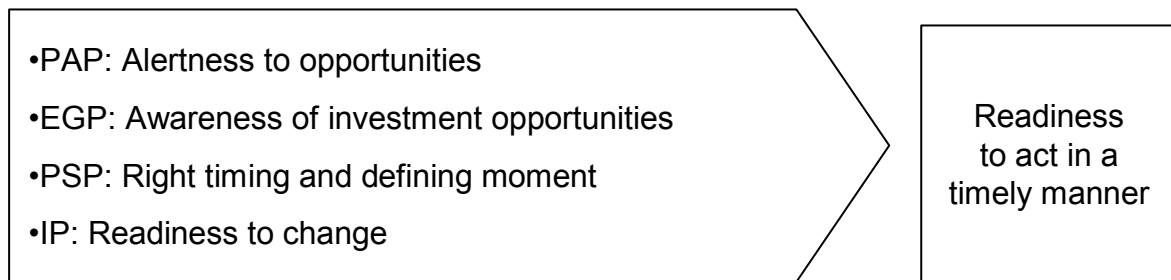 •PAP: Alertness to opportunities
•EGP: Awareness of investment opportunities
•PSP: Right timing and defining moment
•IP: Readiness to change
Readiness
to act in a
timely manner